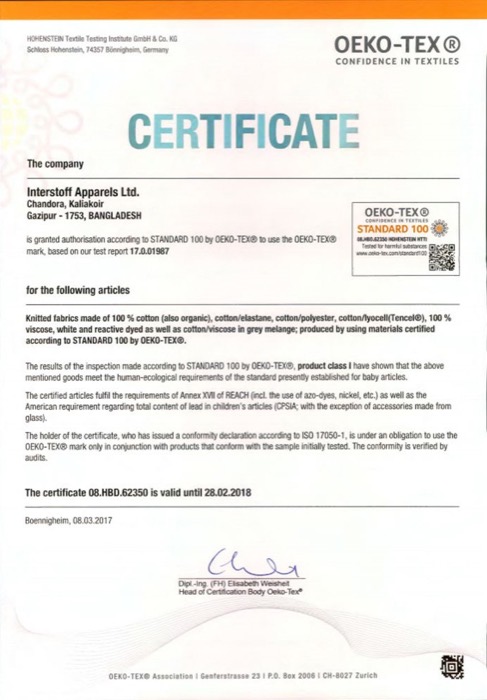 HOHENSTEIN Textile Testing Institute GmbH & Co. KG
Schloss Hohenstein, 74357 Bönnigheim, Germany
OEKO-TEX®
CONFIDENCE IN TEXTILES
CERTIFICATE
The company
Interstoff Apparels Ltd.
Chandora, Kaliakoir
Gazipur - 1753, BANGLADESH
OEKO-TEX®
CONFIDENCE IN TEXTILES
STANDARD 100
08.HBD.62350 HOHENSTEIN HTTI
Tested for harmful substances
www.oeko-tex.com/standard100
is granted authorisation according to STANDARD 100 by OEKO-TEX® to use the OEKO-TEX®
mark, based on our test report 17.0.01987
for the following articles
Knitted fabrics made of 100 % cotton (also organic), cotton/elastane, cotton/polyester, cotton/lyocell(Tencel®), 100 %
viscose, white and reactive dyed as well as cotton/viscose in grey melange; produced by using materials certified
according to STANDARD 100 by OEKO-TEX®.
The results of the inspection made according to STANDARD 100 by OEKO-TEX®, product class I have shown that the above
mentioned goods meet the human-ecological requirements of the standard presently established for baby articles.
The certified articles fulfil the requirements of Annex XVII of REACH (incl. the use of azo-dyes, nickel, etc.) as well as the
American requirement regarding total content of lead in children's articles (CPSIA; with the exception of accessories made from
glass).
The holder of the certificate, who has issued a conformity declaration according to ISO 17050-1, is under an obligation to use the
OEKO-TEX® mark only in conjunction with products that conform with the sample initially tested. The conformity is verified by
audits.
The certificate 08.HBD.62350 is valid until 28.02.2018
Boennigheim, 08.03.2017
Dipl.-Ing. (FH) Elisabeth Weishet
Head of Certification Body Oeko-Tex®
OEKO-TEX® Association | Genferstrasse 23 | P.O. Box 2006 | CH-8027 Zurich